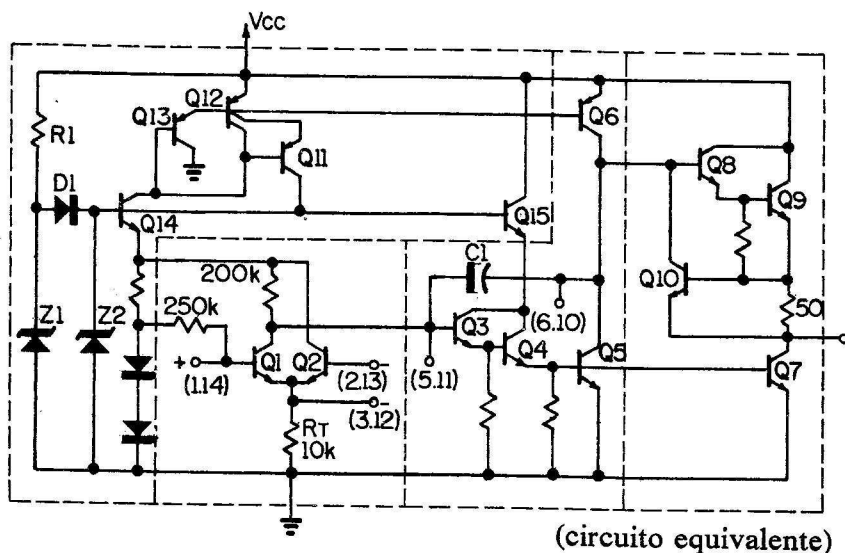 Vcc
Q12
Q13
Q6
R1
Q11
Q8
D1
Q9
Q14
Q15
200k
C1
Q10
250k
(6.10)
50
Z1
Z2
Q3
Q4
Q5
+
Q1
Q2
-
(1.14)
(2.13)
(5.11)
Q7
-
(3.12)
RT
10k
(circuito equivalente)